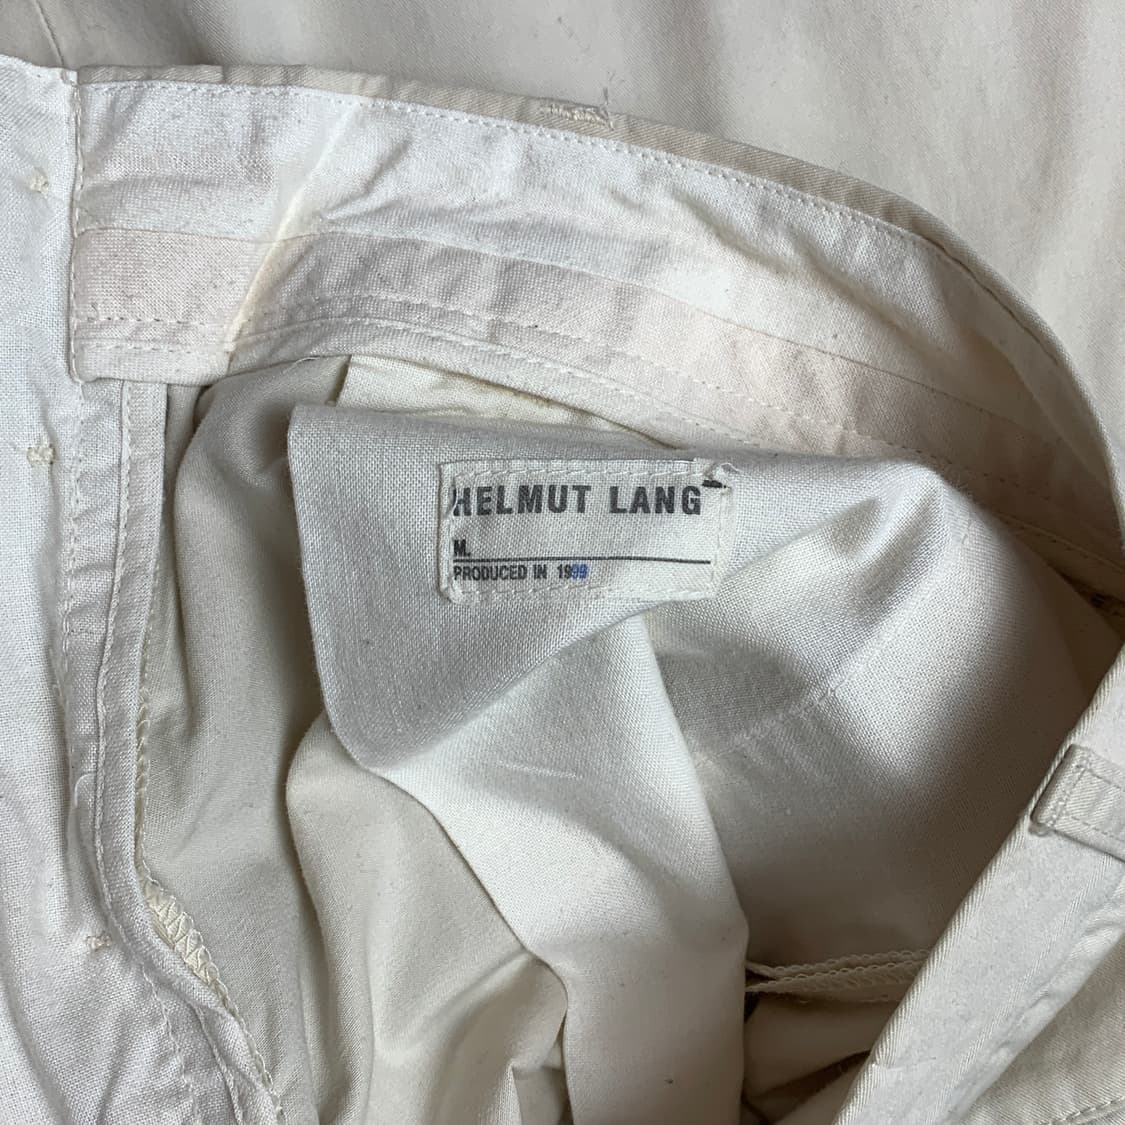 HELMUT LANG
M.
PRODUCED IN 1999